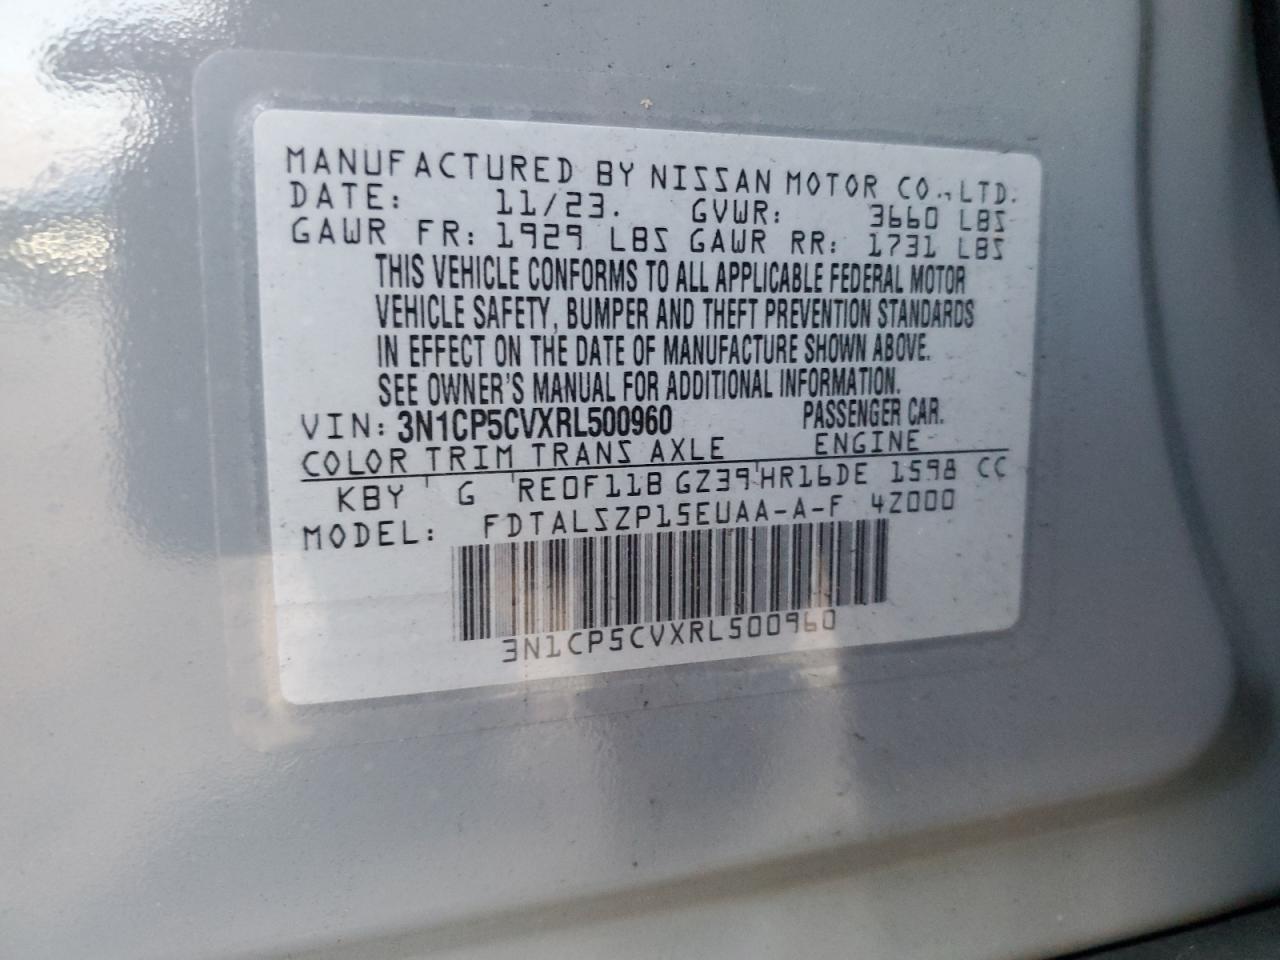 MANUFACTURED BY NISSAN MOTOR CO.,LTD.
DATE: 11/23. GVWR: 3660 LBS
GAWR FR: 1929 LBS GAWR RR: 1731 LBS
THIS VEHICLE CONFORMS TO ALL APPLICABLE FEDERAL MOTOR
VEHICLE SAFETY, BUMPER AND THEFT PREVENTION STANDARDS
IN EFFECT ON THE DATE OF MANUFACTURE SHOWN ABOVE.
SEE OWNER'S MANUAL FOR ADDITIONAL INFORMATION.
VIN: 3N1CP5CVXRL500960 PASSENGER CAR.
COLOR TRIM TRANS AXLE ENGINE
KBY G RE0F11B GZ39 HR16DE 1598 CC
MODEL: FDTALSZP15EUAA-A-F 4Z000
3N1CP5CVXRL500960